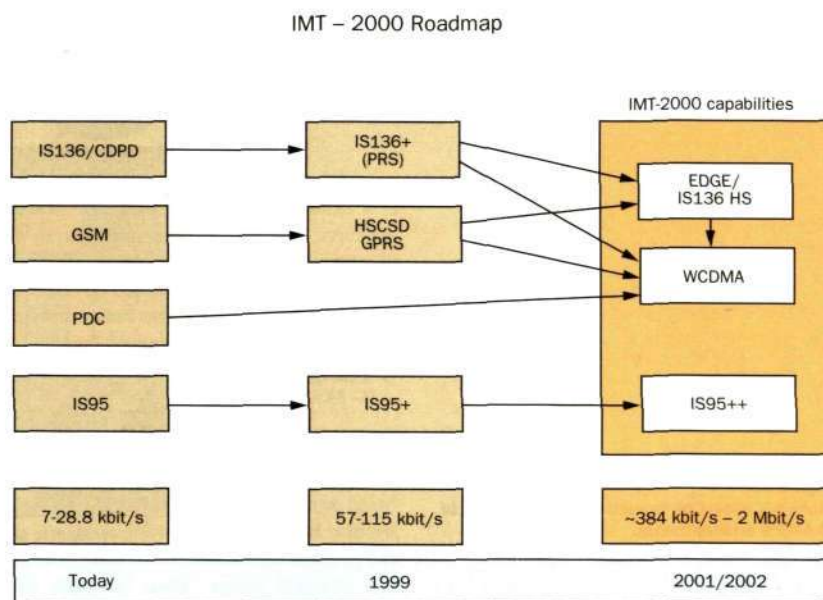 IMT – 2000 Roadmap
IMT-2000 capabilities
IS136/CDPD
IS136+
(PRS)
EDGE/
IS136 HS
GSM
HSCSD
GPRS
WCDMA
PDC
IS95
IS95+
IS95++
7-28.8 kbit/s
57-115 kbit/s
~384 kbit/s – 2 Mbit/s
Today
1999
2001/2002